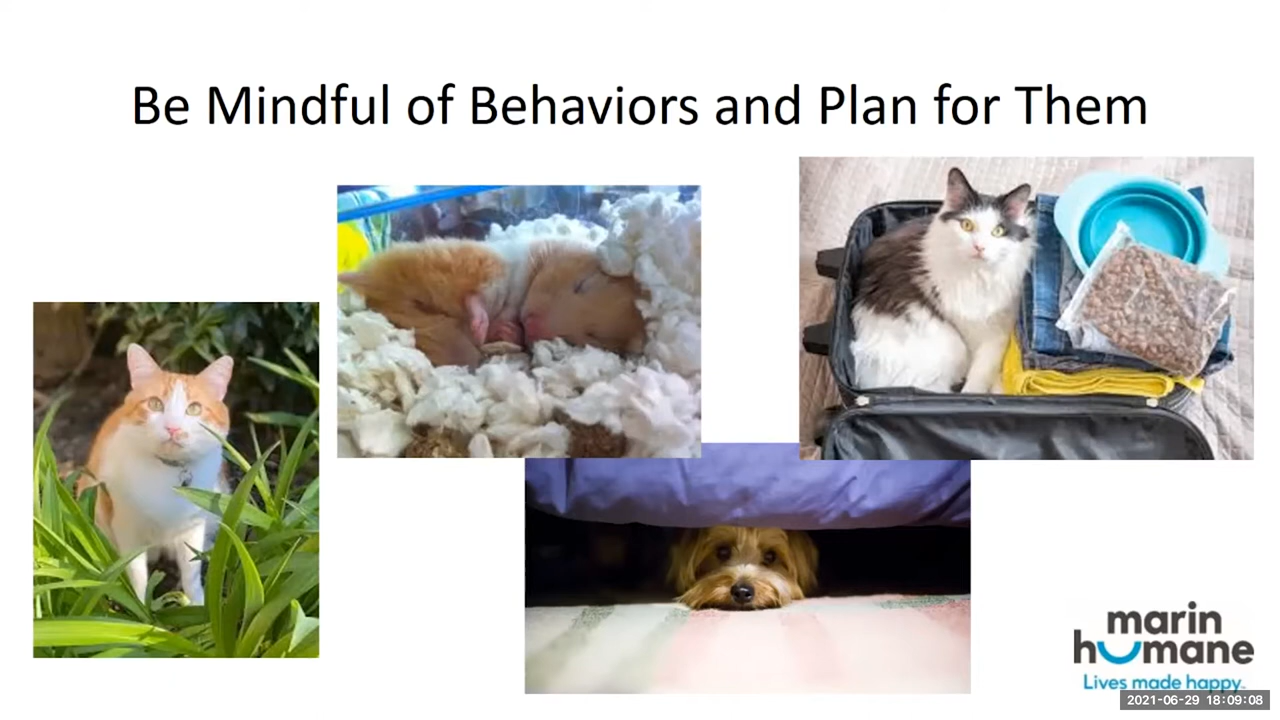 Be Mindful of Behaviors and Plan for Them
marin
humane
Lives made happy.
2021-06-29 18:09:08